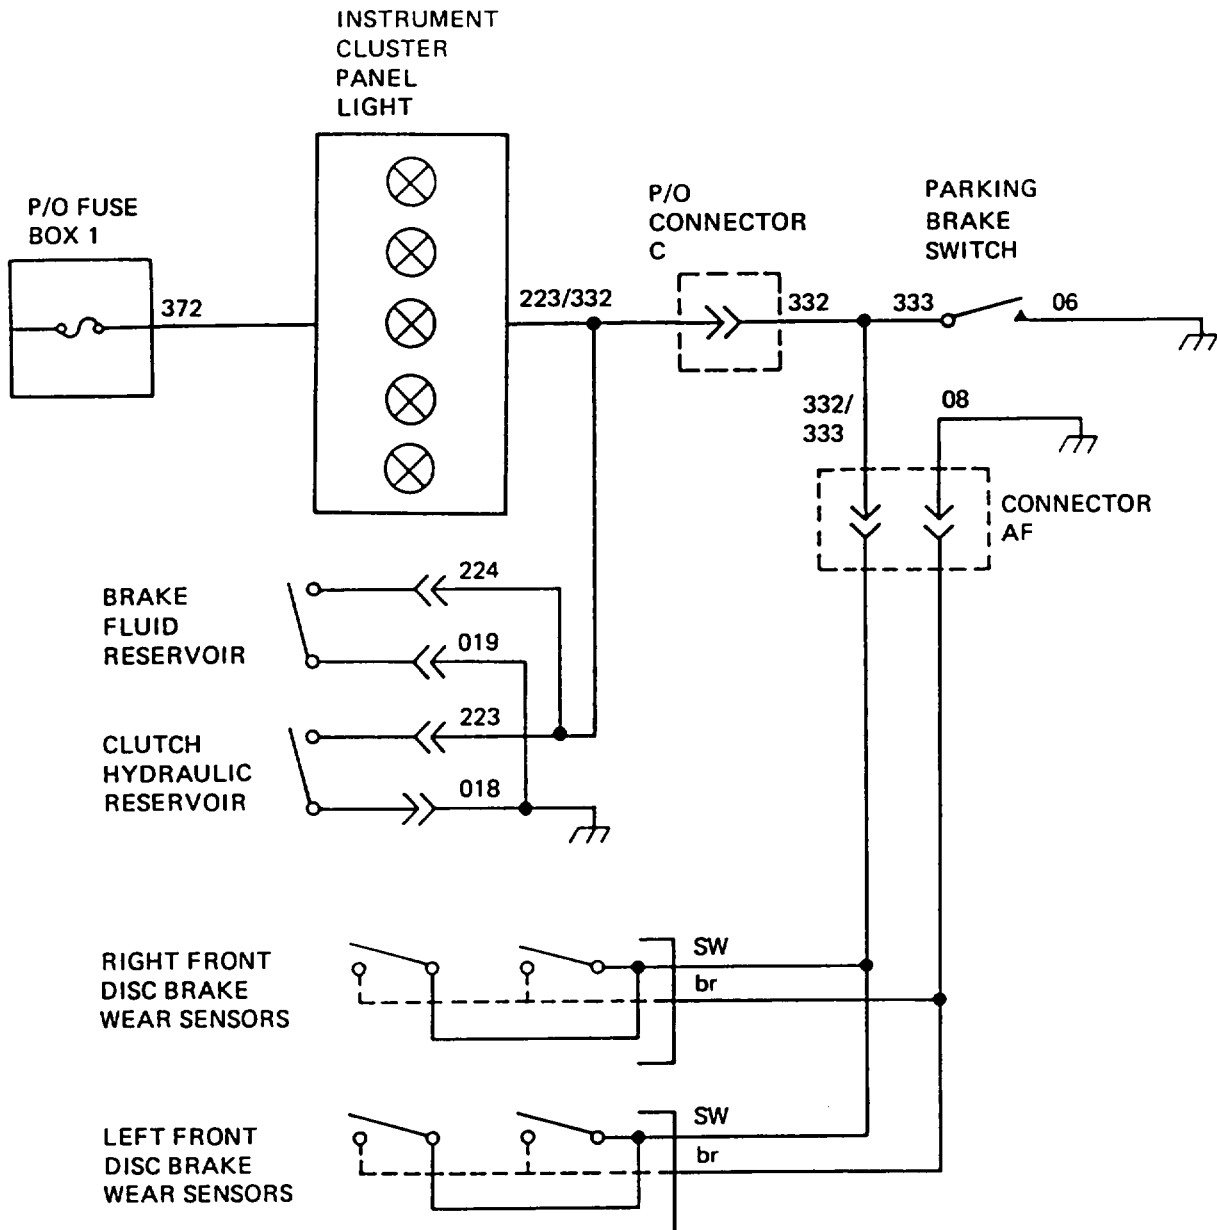 INSTRUMENT
CLUSTER
PANEL
LIGHT
P/O FUSE
BOX 1
372
223/332
P/O
CONNECTOR
C
332
333
PARKING
BRAKE
SWITCH
06
332/
333
08
CONNECTOR
AF
BRAKE
FLUID
RESERVOIR
224
019
CLUTCH
HYDRAULIC
RESERVOIR
223
018
RIGHT FRONT
DISC BRAKE
WEAR SENSORS
SW
br
LEFT FRONT
DISC BRAKE
WEAR SENSORS
SW
br